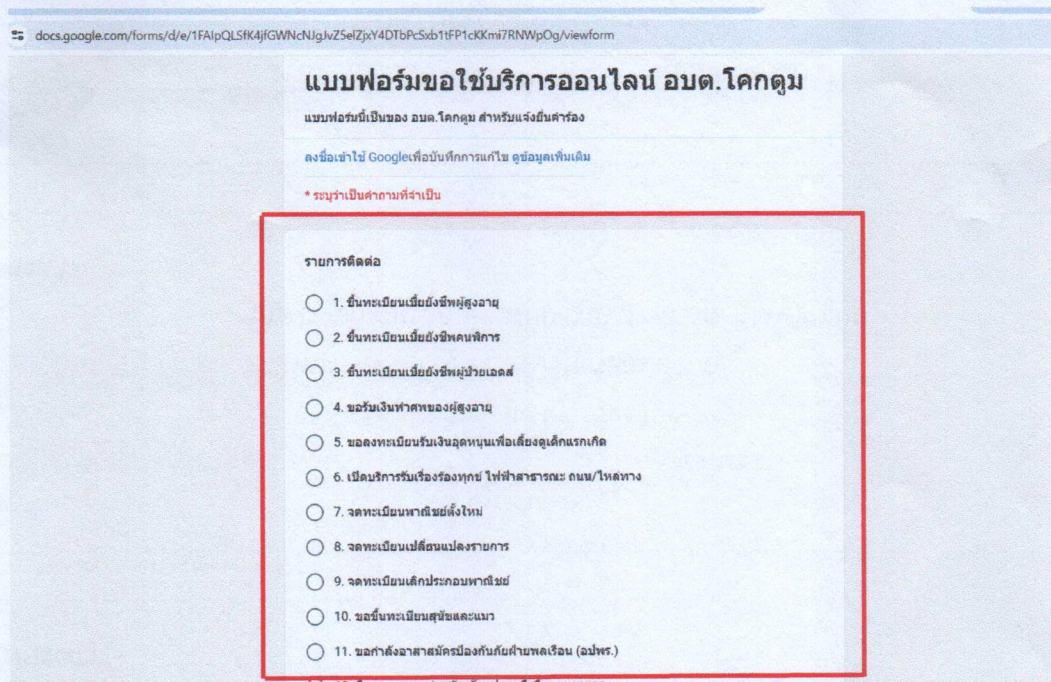 docs.google.com/forms/d/e/1FAIpQLSfK4jfGWNcNJgJvZ5elZjxY4DTbPcSxb1tFP1cKKmi7RNWpOg/viewform
แบบฟอร์มขอใช้บริการออนไลน์ อบต.โคกตูม
แบบฟอร์มนี้เป็นของ อบต.โคกตูม สำหรับแจ้งยื่นคำร้อง
ลงชื่อเข้าใช้ Googleเพื่อบันทึกการแก้ไข ดูข้อมูลเพิ่มเติม
* ระบุว่าเป็นคำถามที่จำเป็น
รายการติดต่อ
1. ขึ้นทะเบียนเบี้ยยังชีพผู้สูงอายุ
2. ขึ้นทะเบียนเบี้ยยังชีพคนพิการ
3. ขึ้นทะเบียนเบี้ยยังชีพผู้ป่วยเอดส์
4. ขอรับเงินทำศพของผู้สูงอายุ
5. ขอลงทะเบียนรับเงินอุดหนุนเพื่อเลี้ยงดูเด็กแรกเกิด
6. เปิดบริการรับเรื่องร้องทุกข์ ไฟฟ้าสาธารณะ ถนน/ไหล่ทาง
7. จดทะเบียนพาณิชย์ตั้งใหม่
8. จดทะเบียนเปลี่ยนแปลงรายการ
9. จดทะเบียนเลิกประกอบพาณิชย์
10. ขอขึ้นทะเบียนสุนัขและแมว
11. ขอกำลังอาสาสมัครป้องกันภัยฝ่ายพลเรือน (อปพร.)